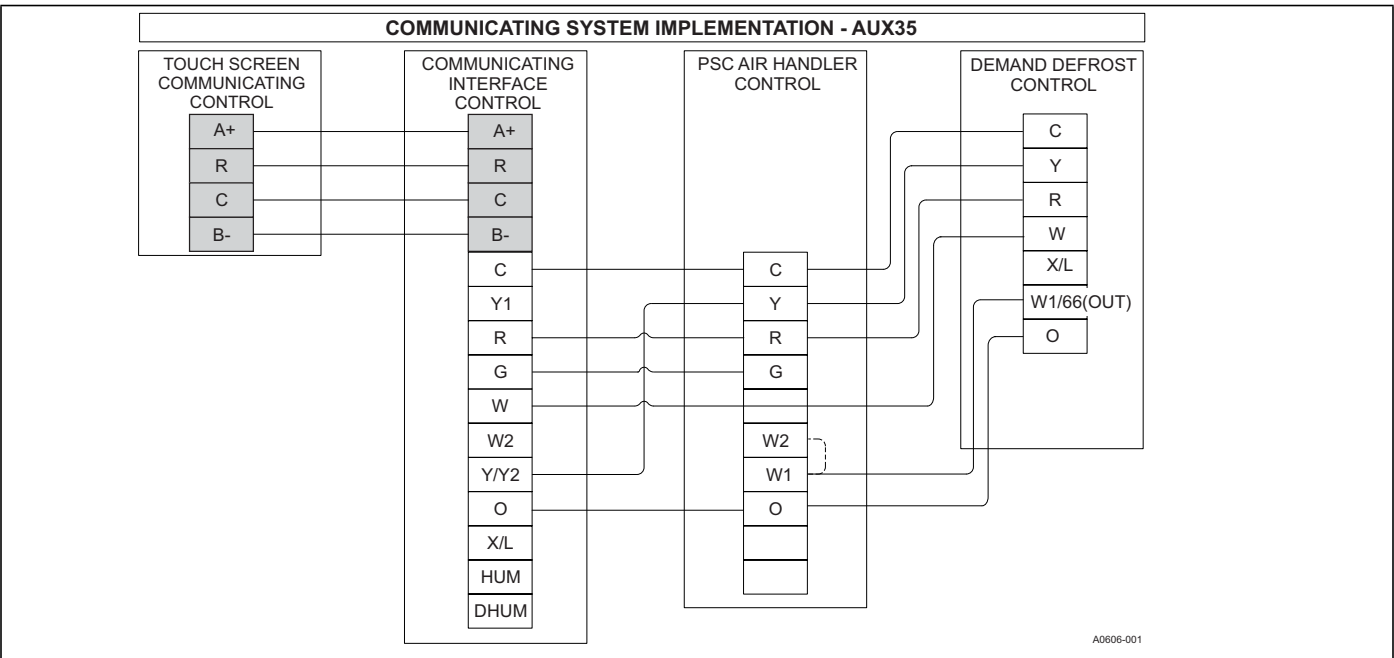 COMMUNICATING SYSTEM IMPLEMENTATION - AUX35
TOUCH SCREEN
COMMUNICATING
CONTROL
A+
R
C
B-
COMMUNICATING
INTERFACE
CONTROL
A+
R
C
B-
C
Y1
R
G
W
W2
Y/Y2
O
X/L
HUM
DHUM
PSC AIR HANDLER
CONTROL
C
Y
R
G
W2
W1
O
DEMAND DEFROST
CONTROL
C
Y
R
W
X/L
W1/66(OUT)
O
A0606-001